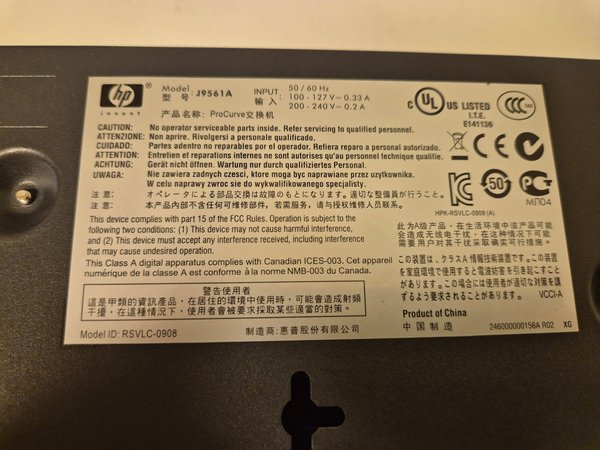 hp
invent
Model: J9561A
型 号:
INPUT 50 / 60 Hz
输 入: 100 - 127 V ~ 0.33 A
200 - 240 V ~ 0.2 A
产品名称: ProCurve交换机
C UL US LISTED
I.T.E.
E141136
CCC
CAUTION: No operator serviceable parts inside. Refer servicing to qualified personnel.
ATTENZIONE: Non aprire. Rivolgersi a personale qualificato.
CUIDADO: Partes adentro no reparables por el operador. Refiera reparo a personal autorizado.
ATTENTION: Entretien et reparations internes ne sont autorisés qu'au personnel technique qualifie.
ACHTUNG: Gerät nicht öffnen. Wartung nur durch qualifiziertes Personal.
UWAGA: Nie zawiera żadnych czesci, ktore mogą byc naprawiane przez uzytkownika.
W celu naprawy zwroc sie do wykwalifikowanego specjalisty.
注意: オペレータによる部品交換は故障のもとになります。適切な整備員が行うこと。
注意: 本产品内部不含任何可维修部件。若需服务，请与授权维修人员联系
CE
N
50
PC
МЛ04
HPK-RSVLC-0908 (A)
This device complies with part 15 of the FCC Rules. Operation is subject to the
following two conditions: (1) This device may not cause harmful interference,
and (2) This device must accept any interference received, including interference
that may cause undesired operation.
This Class A digital apparatus complies with Canadian ICES-003. Cet appareil
numérique de la classe A est conforme à la norme NMB-003 du Canada.
警告使用者
這是甲類的資訊產品，在居住的環境中使用時，可能會造成射頻
干擾，在這種情況下，使用者會被要求採取某些適當的對策。
此为A级产品，在生活环境中该产品可能
会造成无线电干扰，在这种情况下可能
需要用户对其干扰采取确实可行措施。
この装置は、クラスA 情報技術装置です。この装置
を家庭環境で使用すると電波妨害を引き起こすこと
があります。この場合には使用者が適切な対策を講
ずるよう要求されることがあります。 VCCI-A
Product of China
中 国 制 造 246000000156A R02 XG
Model ID: RSVLC-0908
制造商: 惠普股份有限公司